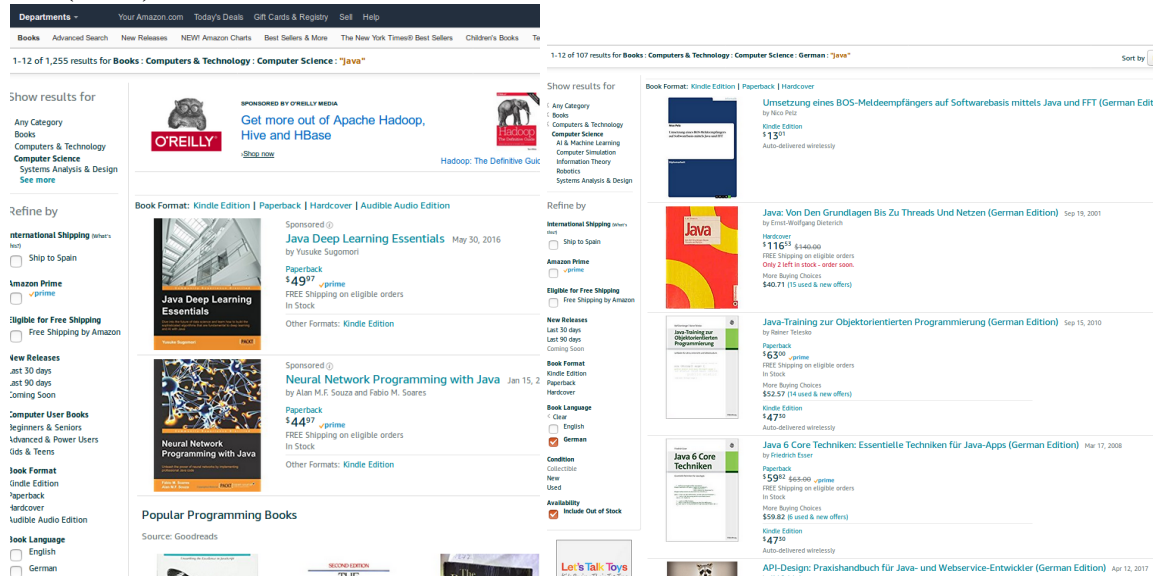 Departments
Your Amazon.com Today's Deals Gift Cards & Registry Sell Help
Books Advanced Search New Releases NEW! Amazon Charts Best Sellers & More The New York Times® Best Sellers Children's Books Te
1-12 of 1,255 results for Books : Computers & Technology : Computer Science : "Java"
Show results for
Any Category
Books
Computers & Technology
Computer Science
Systems Analysis & Design
See more
Refine by
International Shipping (What's this?)
Ship to Spain
Amazon Prime
prime
Eligible for Free Shipping
Free Shipping by Amazon
New Releases
Last 30 days
Last 90 days
Coming Soon
Computer User Books
Beginners & Seniors
Advanced & Power Users
Kids & Teens
Book Format
Kindle Edition
Paperback
Hardcover
Audible Audio Edition
Book Language
English
German
O'REILLY
SPONSORED BY O'REILLY MEDIA
Get more out of Apache Hadoop,
Hive and HBase
›Shop now
Hadoop
Hadoop: The Definitive Guid
Book Format: Kindle Edition | Paperback | Hardcover | Audible Audio Edition
Java Deep Learning
Essentials
Yusuke Sugomori
PACKT
Sponsored
Java Deep Learning Essentials May 30, 2016
by Yusuke Sugomori
Paperback
$49 97 prime
FREE Shipping on eligible orders
In Stock
Other Formats: Kindle Edition
Neural Network
Programming with Java
PACKT
Sponsored
Neural Network Programming with Java Jan 15, 2
by Alan M.F. Souza and Fabio M. Soares
Paperback
$44 97 prime
FREE Shipping on eligible orders
In Stock
Other Formats: Kindle Edition
Popular Programming Books
Source: Goodreads
SECOND EDITION
THE
The
1-12 of 107 results for Books : Computers & Technology : Computer Science : German : "Java"
Sort by
Show results for
Any Category
Books
Computers & Technology
Computer Science
AI & Machine Learning
Computer Simulation
Information Theory
Robotics
Systems Analysis & Design
Refine by
International Shipping (What's this?)
Ship to Spain
Amazon Prime
prime
Eligible for Free Shipping
Free Shipping by Amazon
New Releases
Last 30 days
Last 90 days
Coming Soon
Book Format
Kindle Edition
Paperback
Hardcover
Book Language
Clear
English
German
Condition
Collectible
New
Used
Availability
Include Out of Stock
Let's Talk Toys
Book Format: Kindle Edition | Paperback | Hardcover
Umsetzung eines BOS-Meldeempfängers auf Softwarebasis mittels Java und FFT (German Edit
by Nico Pelz
Kindle Edition
$13 01
Auto-delivered wirelessly
Java
Java: Von Den Grundlagen Bis Zu Threads Und Netzen (German Edition) Sep 19, 2001
by Ernst-Wolfgang Dieterich
Hardcover
$116 53 $140.00
FREE Shipping on eligible orders
Only 2 left in stock - order soon.
More Buying Choices
$40.71 (15 used & new offers)
Java-Training zur
Objektorientierten
Programmierung
Java-Training zur Objektorientierten Programmierung (German Edition) Sep 15, 2010
by Rainer Telesko
Paperback
$63 00 prime
FREE Shipping on eligible orders
In Stock
More Buying Choices
$52.57 (14 used & new offers)
Kindle Edition
$47 50
Auto-delivered wirelessly
Java 6 Core
Techniken
Java 6 Core Techniken: Essentielle Techniken für Java-Apps (German Edition) Mar 17, 2008
by Friedrich Esser
Paperback
$59 82 $63.00 prime
FREE Shipping on eligible orders
In Stock
More Buying Choices
$59.82 (6 used & new offers)
Kindle Edition
$47 50
Auto-delivered wirelessly
API-Design: Praxishandbuch für Java- und Webservice-Entwickler (German Edition) Apr 12, 2017